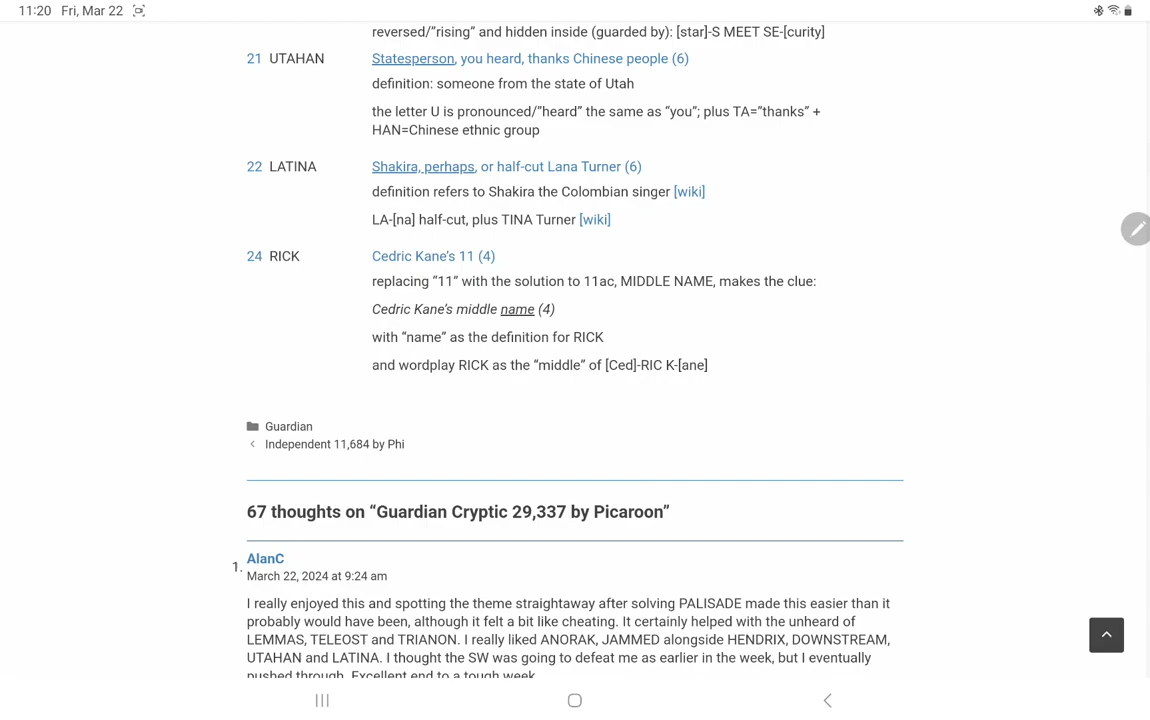 11:20 Fri, Mar 22
reversed/”rising” and hidden inside (guarded by): [star]-S MEET SE-[curity]
21 UTAHAN Statesperson, you heard, thanks Chinese people (6)
definition: someone from the state of Utah
the letter U is pronounced/”heard” the same as “you”; plus TA=”thanks” +
HAN=Chinese ethnic group
22 LATINA Shakira, perhaps, or half-cut Lana Turner (6)
definition refers to Shakira the Colombian singer [wiki]
LA-[na] half-cut, plus TINA Turner [wiki]
24 RICK Cedric Kane’s 11 (4)
replacing “11“ with the solution to 11ac, MIDDLE NAME, makes the clue:
Cedric Kane’s middle name (4)
with “name” as the definition for RICK
and wordplay RICK as the “middle” of [Ced]-RIC K-[ane]
Guardian
Independent 11,684 by Phi
67 thoughts on “Guardian Cryptic 29,337 by Picaroon”
1. AlanC
March 22, 2024 at 9:24 am
I really enjoyed this and spotting the theme straightaway after solving PALISADE made this easier than it
probably would have been, although it felt a bit like cheating. It certainly helped with the unheard of
LEMMAS, TELEOST and TRIANON. I really liked ANORAK, JAMMED alongside HENDRIX, DOWNSTREAM,
UTAHAN and LATINA. I thought the SW was going to defeat me as earlier in the week, but I eventually
pushed through. Excellent end to a tough week.